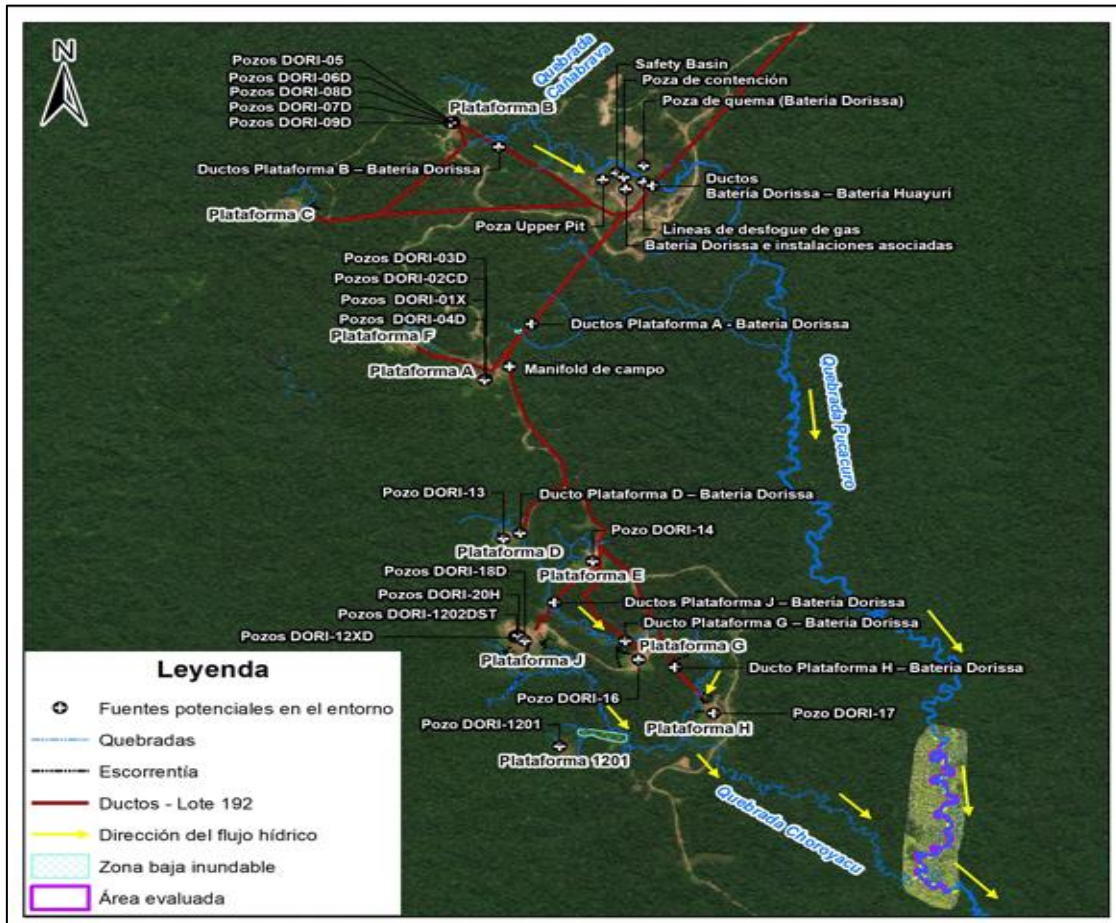 N
Pozos DORI-05
Pozos DORI-06D
Pozos DORI-08D
Pozos DORI-07D
Pozos DORI-09D
Plataforma B
Quebrada
Cañabrava
Safety Basin
Poza de contención
Poza de quema (Batería Dorissa)
Ductos Plataforma B – Batería Dorissa
Ductos
Batería Dorissa – Batería Huayurí
Plataforma C
Poza Upper Pit
Líneas de desfogue de gas
Batería Dorissa e instalaciones asociadas
Pozos DORI-03D
Pozos DORI-02CD
Pozos DORI-01X
Pozos DORI-04D
Plataforma F
Ductos Plataforma A - Batería Dorissa
Plataforma A
Manifold de campo
Quebrada Pucacuro
Pozo DORI-13
Ducto Plataforma D – Batería Dorissa
Pozo DORI-14
Plataforma D
Plataforma E
Pozos DORI-18D
Pozos DORI-20H
Pozos DORI-1202DST
Pozos DORI-12XD
Ductos Plataforma J – Batería Dorissa
Ducto Plataforma G – Batería Dorissa
Plataforma G
Plataforma J
Ducto Plataforma H – Batería Dorissa
Pozo DORI-16
Pozo DORI-17
Plataforma H
Pozo DORI-1201
Plataforma 1201
Quebrada Choroyacu
Leyenda
Fuentes potenciales en el entorno
Quebradas
Escorrentía
Ductos - Lote 192
Dirección del flujo hídrico
Zona baja inundable
Área evaluada